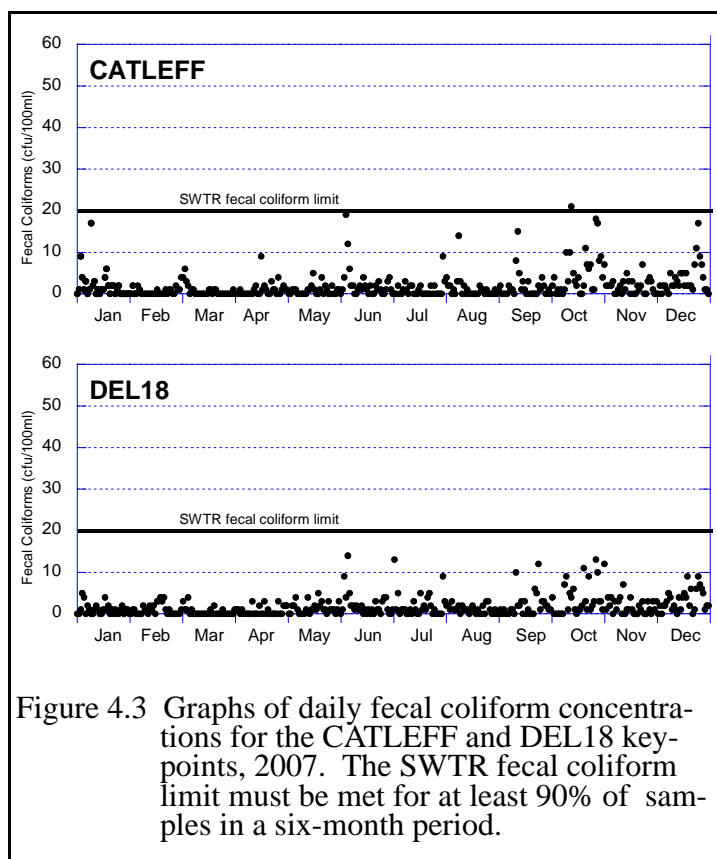 60
CATLEFF
50
40
30
SWTR fecal coliform limit
20
10
0
Fecal Coliforms (cfu/100ml)
Jan Feb Mar Apr May Jun Jul Aug Sep Oct Nov Dec
60
DEL18
50
40
30
SWTR fecal coliform limit
20
10
0
Fecal Coliforms (cfu/100ml)
Jan Feb Mar Apr May Jun Jul Aug Sep Oct Nov Dec
Figure 4.3 Graphs of daily fecal coliform concentra-
tions for the CATLEFF and DEL18 key-
points, 2007. The SWTR fecal coliform
limit must be met for at least 90% of sam-
ples in a six-month period.